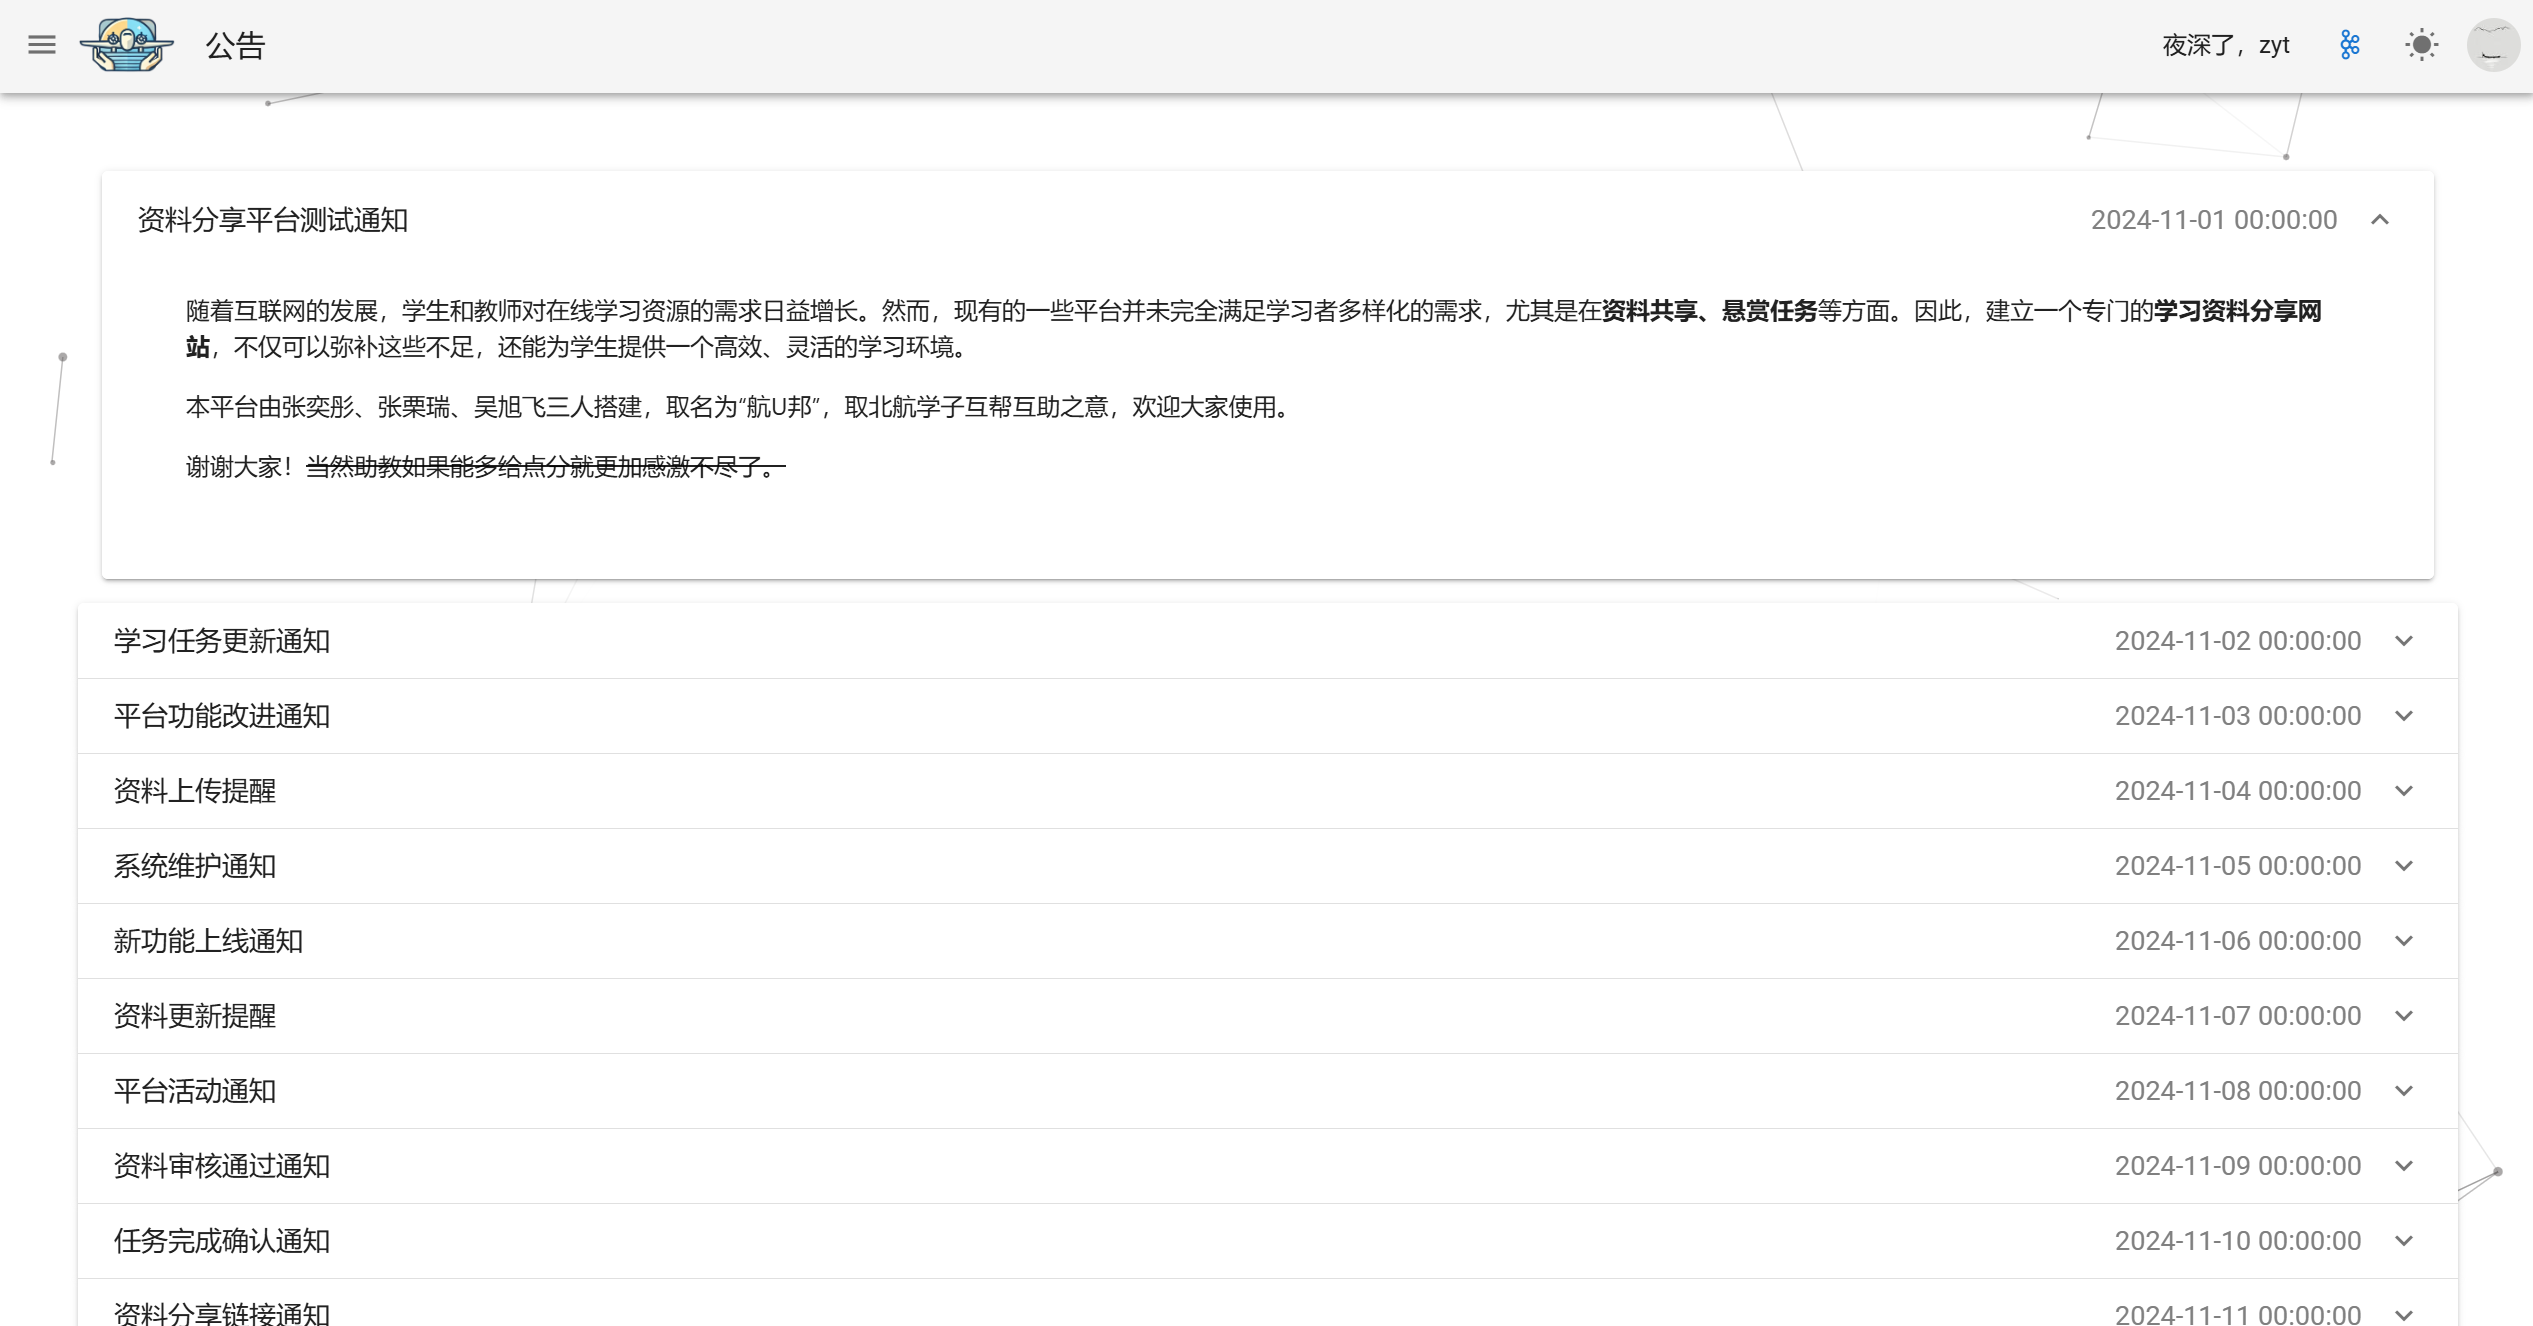 公告
夜深了，zyt
资料分享平台测试通知 2024-11-01 00:00:00
随着互联网的发展，学生和教师对在线学习资源的需求日益增长。然而，现有的一些平台并未完全满足学习者多样化的需求，尤其是在资料共享、悬赏任务等方面。因此，建立一个专门的学习资料分享网
站，不仅可以弥补这些不足，还能为学生提供一个高效、灵活的学习环境。
本平台由张奕彤、张栗瑞、吴旭飞三人搭建，取名为“航U邦”，取北航学子互帮互助之意，欢迎大家使用。
谢谢大家！当然助教如果能多给点分就更加感激不尽了。
学习任务更新通知 2024-11-02 00:00:00
平台功能改进通知 2024-11-03 00:00:00
资料上传提醒 2024-11-04 00:00:00
系统维护通知 2024-11-05 00:00:00
新功能上线通知 2024-11-06 00:00:00
资料更新提醒 2024-11-07 00:00:00
平台活动通知 2024-11-08 00:00:00
资料审核通过通知 2024-11-09 00:00:00
任务完成确认通知 2024-11-10 00:00:00
资料分享链接通知 2024-11-11 00:00:00